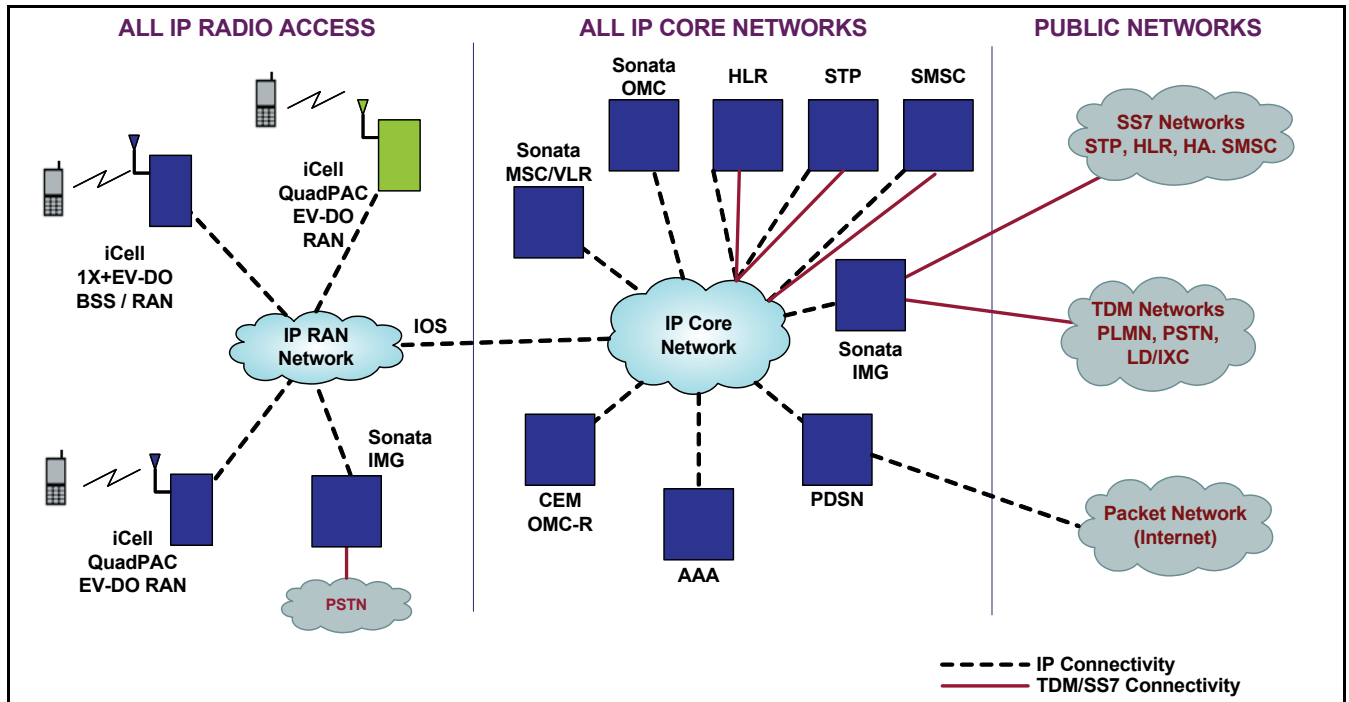 ALL IP RADIO ACCESS
ALL IP CORE NETWORKS
PUBLIC NETWORKS
iCell
QuadPAC
EV-DO
RAN
iCell
1X+EV-DO
BSS / RAN
IP RAN
Network
IOS
iCell
QuadPAC
EV-DO RAN
Sonata
IMG
PSTN
Sonata
OMC
HLR
STP
SMSC
Sonata
MSC/VLR
IP Core
Network
Sonata
IMG
CEM
OMC-R
AAA
PDSN
SS7 Networks
STP, HLR, HA. SMSC
TDM Networks
PLMN, PSTN,
LD/IXC
Packet Network
(Internet)
IP Connectivity
TDM/SS7 Connectivity